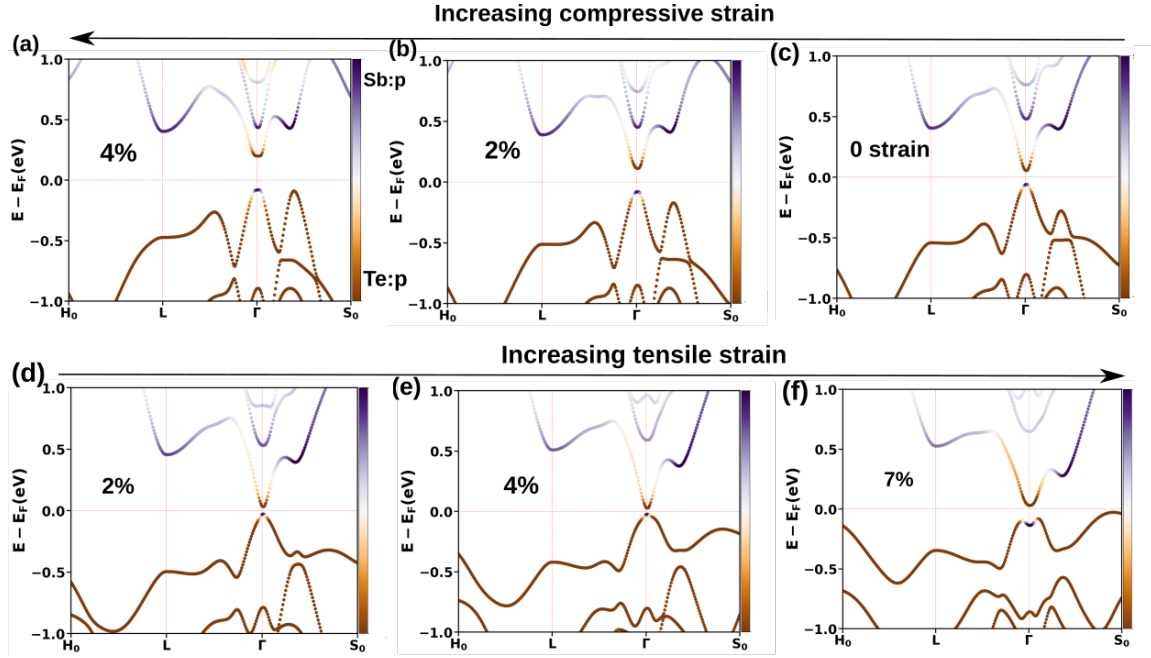 Increasing compressive strain
(a)
(b)
(c)
1.0
0.5
0.0
−0.5
−1.0
E − E_F(eV)
4%
Sb:p
Te:p
H₀ L Γ S₀
1.0
0.5
0.0
−0.5
−1.0
E − E_F(eV)
2%
H₀ L Γ S₀
1.0
0.5
0.0
−0.5
−1.0
E − E_F(eV)
0 strain
H₀ L Γ S₀
Increasing tensile strain
(d)
(e)
(f)
1.0
0.5
0.0
−0.5
−1.0
E − E_F(eV)
2%
H₀ L Γ S₀
1.0
0.5
0.0
−0.5
−1.0
E − E_F(eV)
4%
H₀ L Γ S₀
1.0
0.5
0.0
−0.5
−1.0
E − E_F(eV)
7%
H₀ L Γ S₀